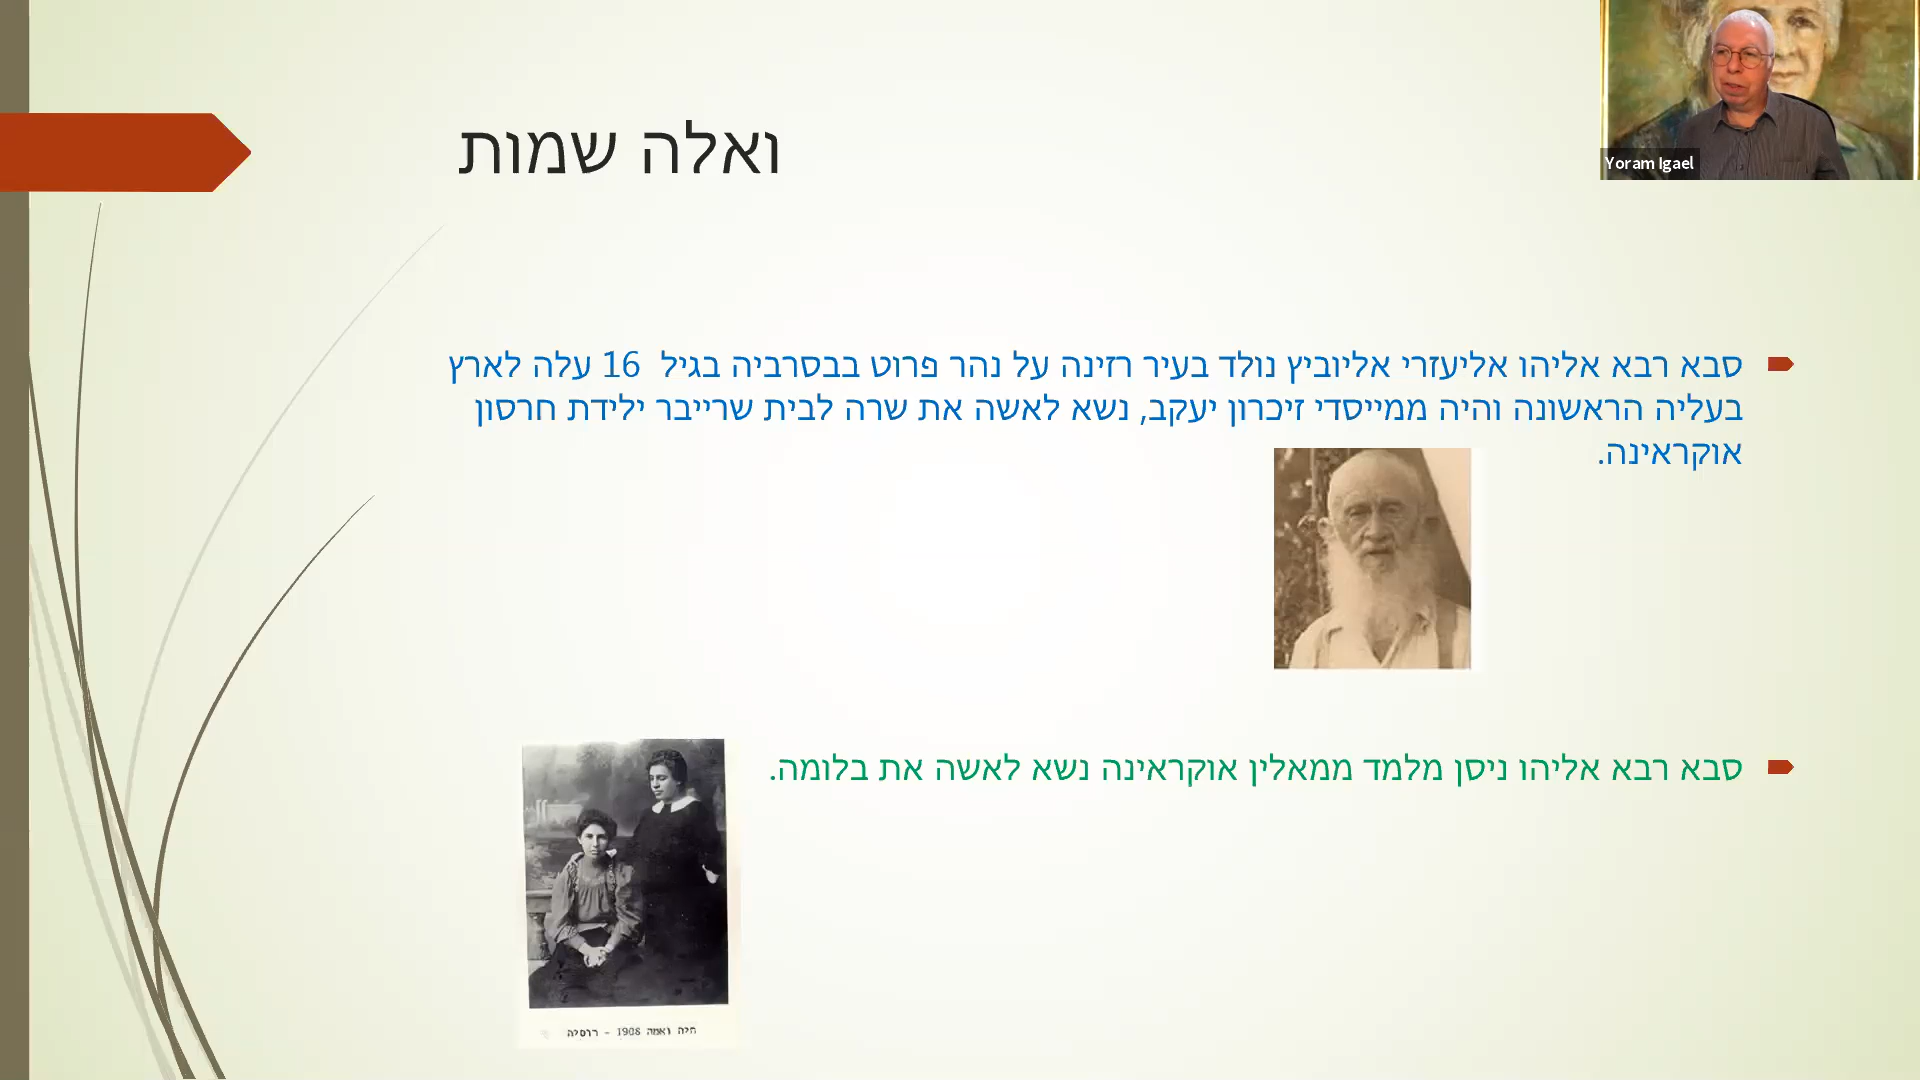 ואלה שמות
Yoram Igael
סבא רבא אליהו אליעזרי אליוביץ נולד בעיר רזינה על נהר פרוט בבסרביה בגיל 16 עלה לארץ
בעליה הראשונה והיה ממייסדי זיכרון יעקב, נשא לאשה את שרה לבית שרייבר ילידת חרסון
אוקראינה.
סבא רבא אליהו ניסן מלמד ממאלין אוקראינה נשא לאשה את בלומה.
חיה ואמה 1908 - רוסיה